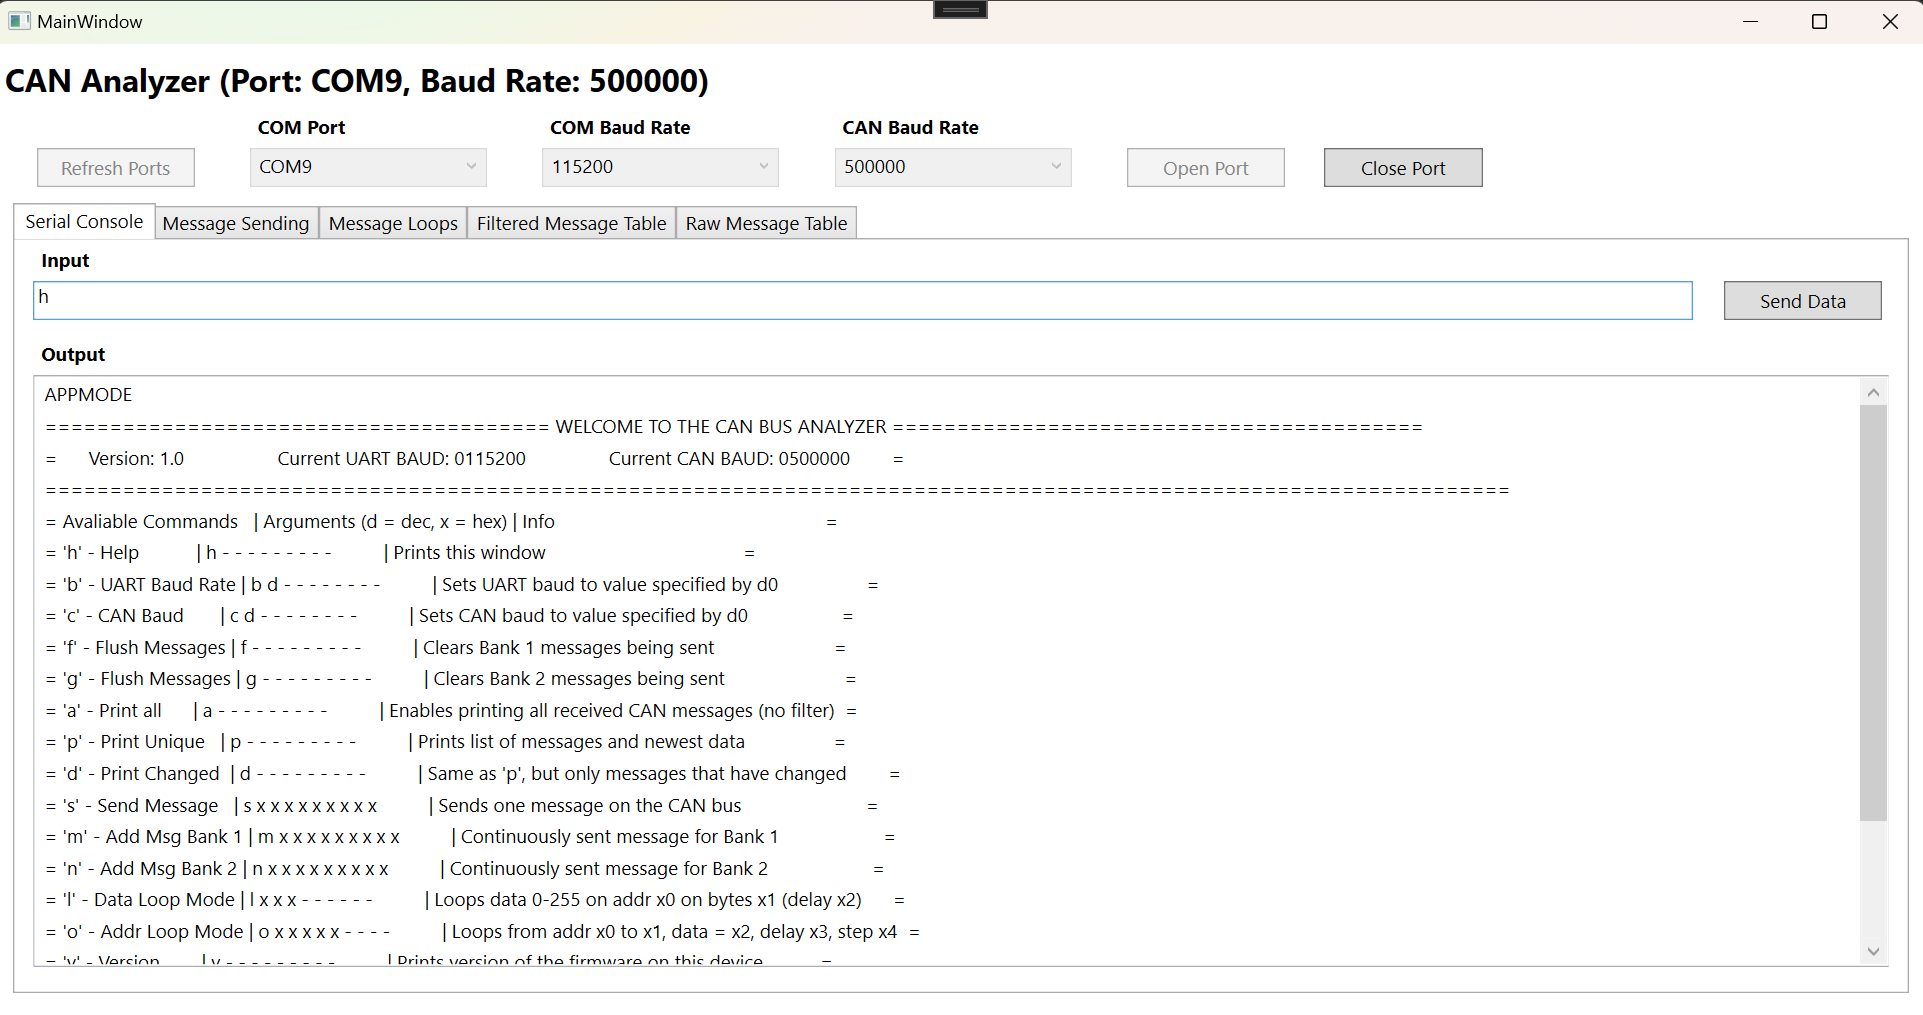 MainWindow
CAN Analyzer (Port: COM9, Baud Rate: 500000)
COM Port COM Baud Rate CAN Baud Rate
Refresh Ports COM9 115200 500000 Open Port Close Port
Serial Console Message Sending Message Loops Filtered Message Table Raw Message Table
Input
h Send Data
Output
APPMODE
======================================= WELCOME TO THE CAN BUS ANALYZER =========================================
= Version: 1.0 Current UART BAUD: 0115200 Current CAN BAUD: 0500000 =
=================================================================================================================
= Avaliable Commands | Arguments (d = dec, x = hex) | Info =
= 'h' - Help | h - - - - - - - - - | Prints this window =
= 'b' - UART Baud Rate | b d - - - - - - - - | Sets UART baud to value specified by d0 =
= 'c' - CAN Baud | c d - - - - - - - - | Sets CAN baud to value specified by d0 =
= 'f' - Flush Messages | f - - - - - - - - - | Clears Bank 1 messages being sent =
= 'g' - Flush Messages | g - - - - - - - - - | Clears Bank 2 messages being sent =
= 'a' - Print all | a - - - - - - - - - | Enables printing all received CAN messages (no filter) =
= 'p' - Print Unique | p - - - - - - - - - | Prints list of messages and newest data =
= 'd' - Print Changed | d - - - - - - - - - | Same as 'p', but only messages that have changed =
= 's' - Send Message | s x x x x x x x x x | Sends one message on the CAN bus =
= 'm' - Add Msg Bank 1 | m x x x x x x x x x | Continuously sent message for Bank 1 =
= 'n' - Add Msg Bank 2 | n x x x x x x x x x | Continuously sent message for Bank 2 =
= 'l' - Data Loop Mode | l x x x - - - - - - | Loops data 0-255 on addr x0 on bytes x1 (delay x2) =
= 'o' - Addr Loop Mode | o x x x x x - - - - | Loops from addr x0 to x1, data = x2, delay x3, step x4 =
= 'v' - Version | v - - - - - - - - - | Prints version of the firmware on this device =